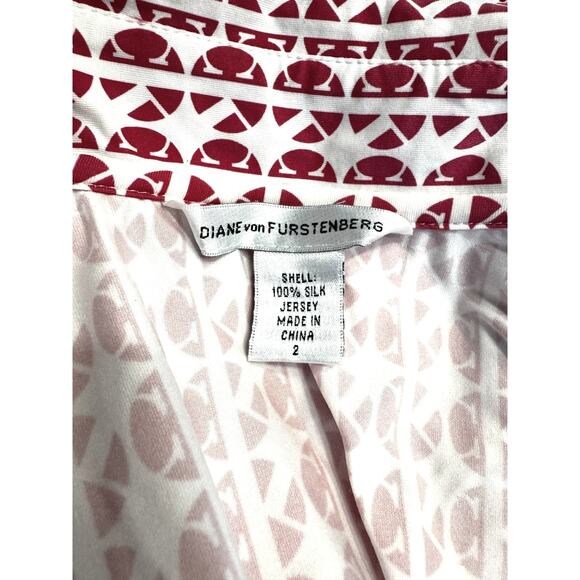 DIANE von FURSTENBERG
SHELL:
100% SILK
JERSEY
MADE IN
CHINA
2